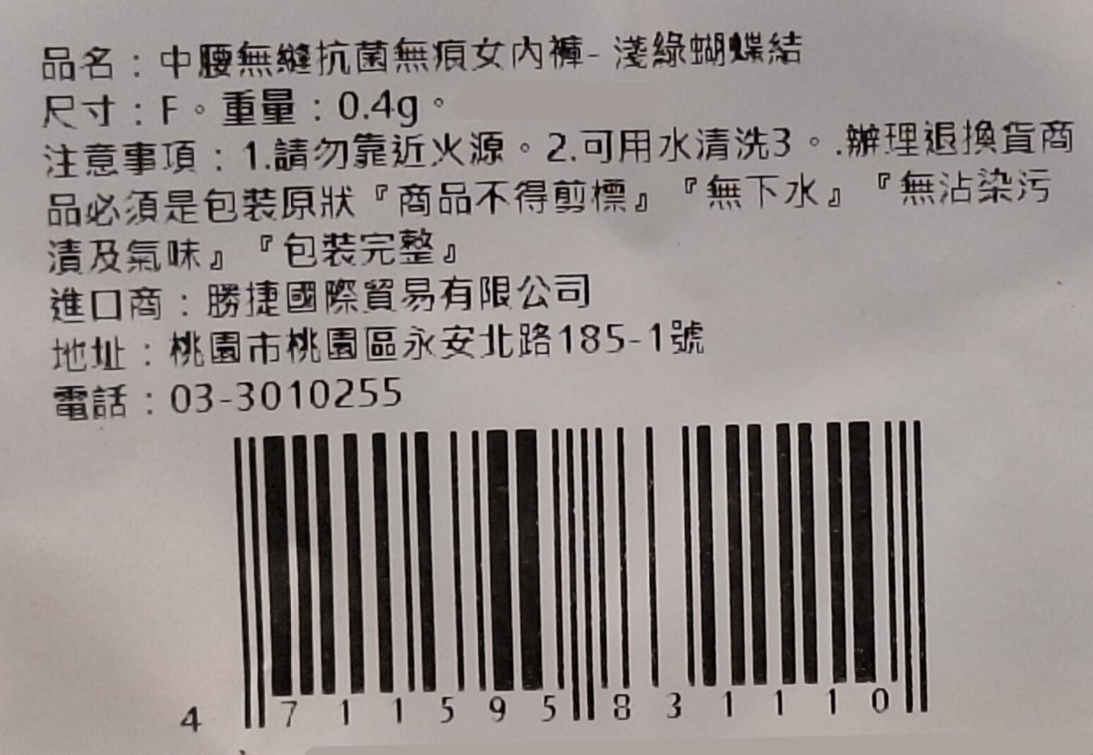 品名：中腰無縫抗菌無痕女內褲- 淺綠蝴蝶結
尺寸：F。重量：0.4g。
注意事項：1.請勿靠近火源。2.可用水清洗3。.辦理退換貨商
品必須是包裝原狀『商品不得剪標』『無下水』『無沾染污
漬及氣味』『包裝完整』
進口商：勝捷國際貿易有限公司
地址：桃園市桃園區永安北路185-1號
電話：03-3010255
4 711595 831110